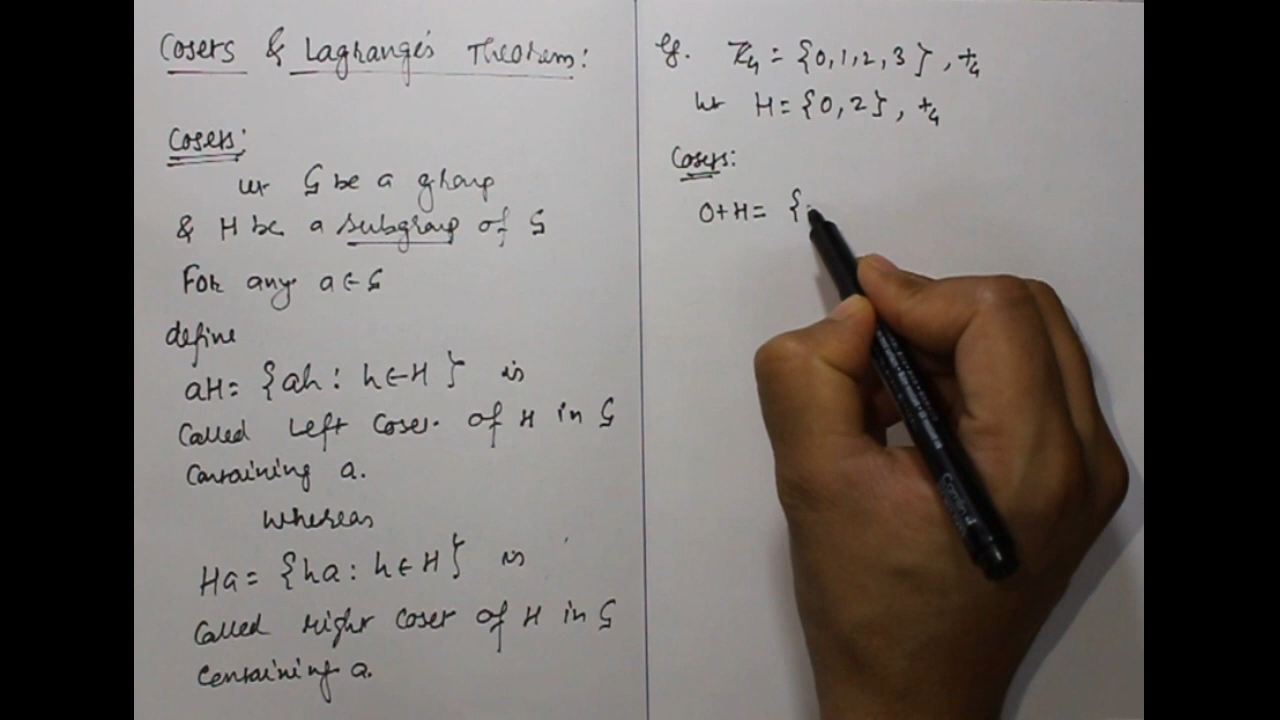 Cosets & Lagrange's Theorem:
Cosets:
Let G be a group
& H be a subgroup of G
For any a ∈ G
define
aH = {ah : h ∈ H} is
Called Left Coset of H in G
Containing a.
Whereas
Ha = {ha : h ∈ H} is
Called Right Coset of H in G
Containing a.
Eg. Z₄ = {0, 1, 2, 3}, +₄
Let H = {0, 2}, +₄
Cosets:
0+H = {